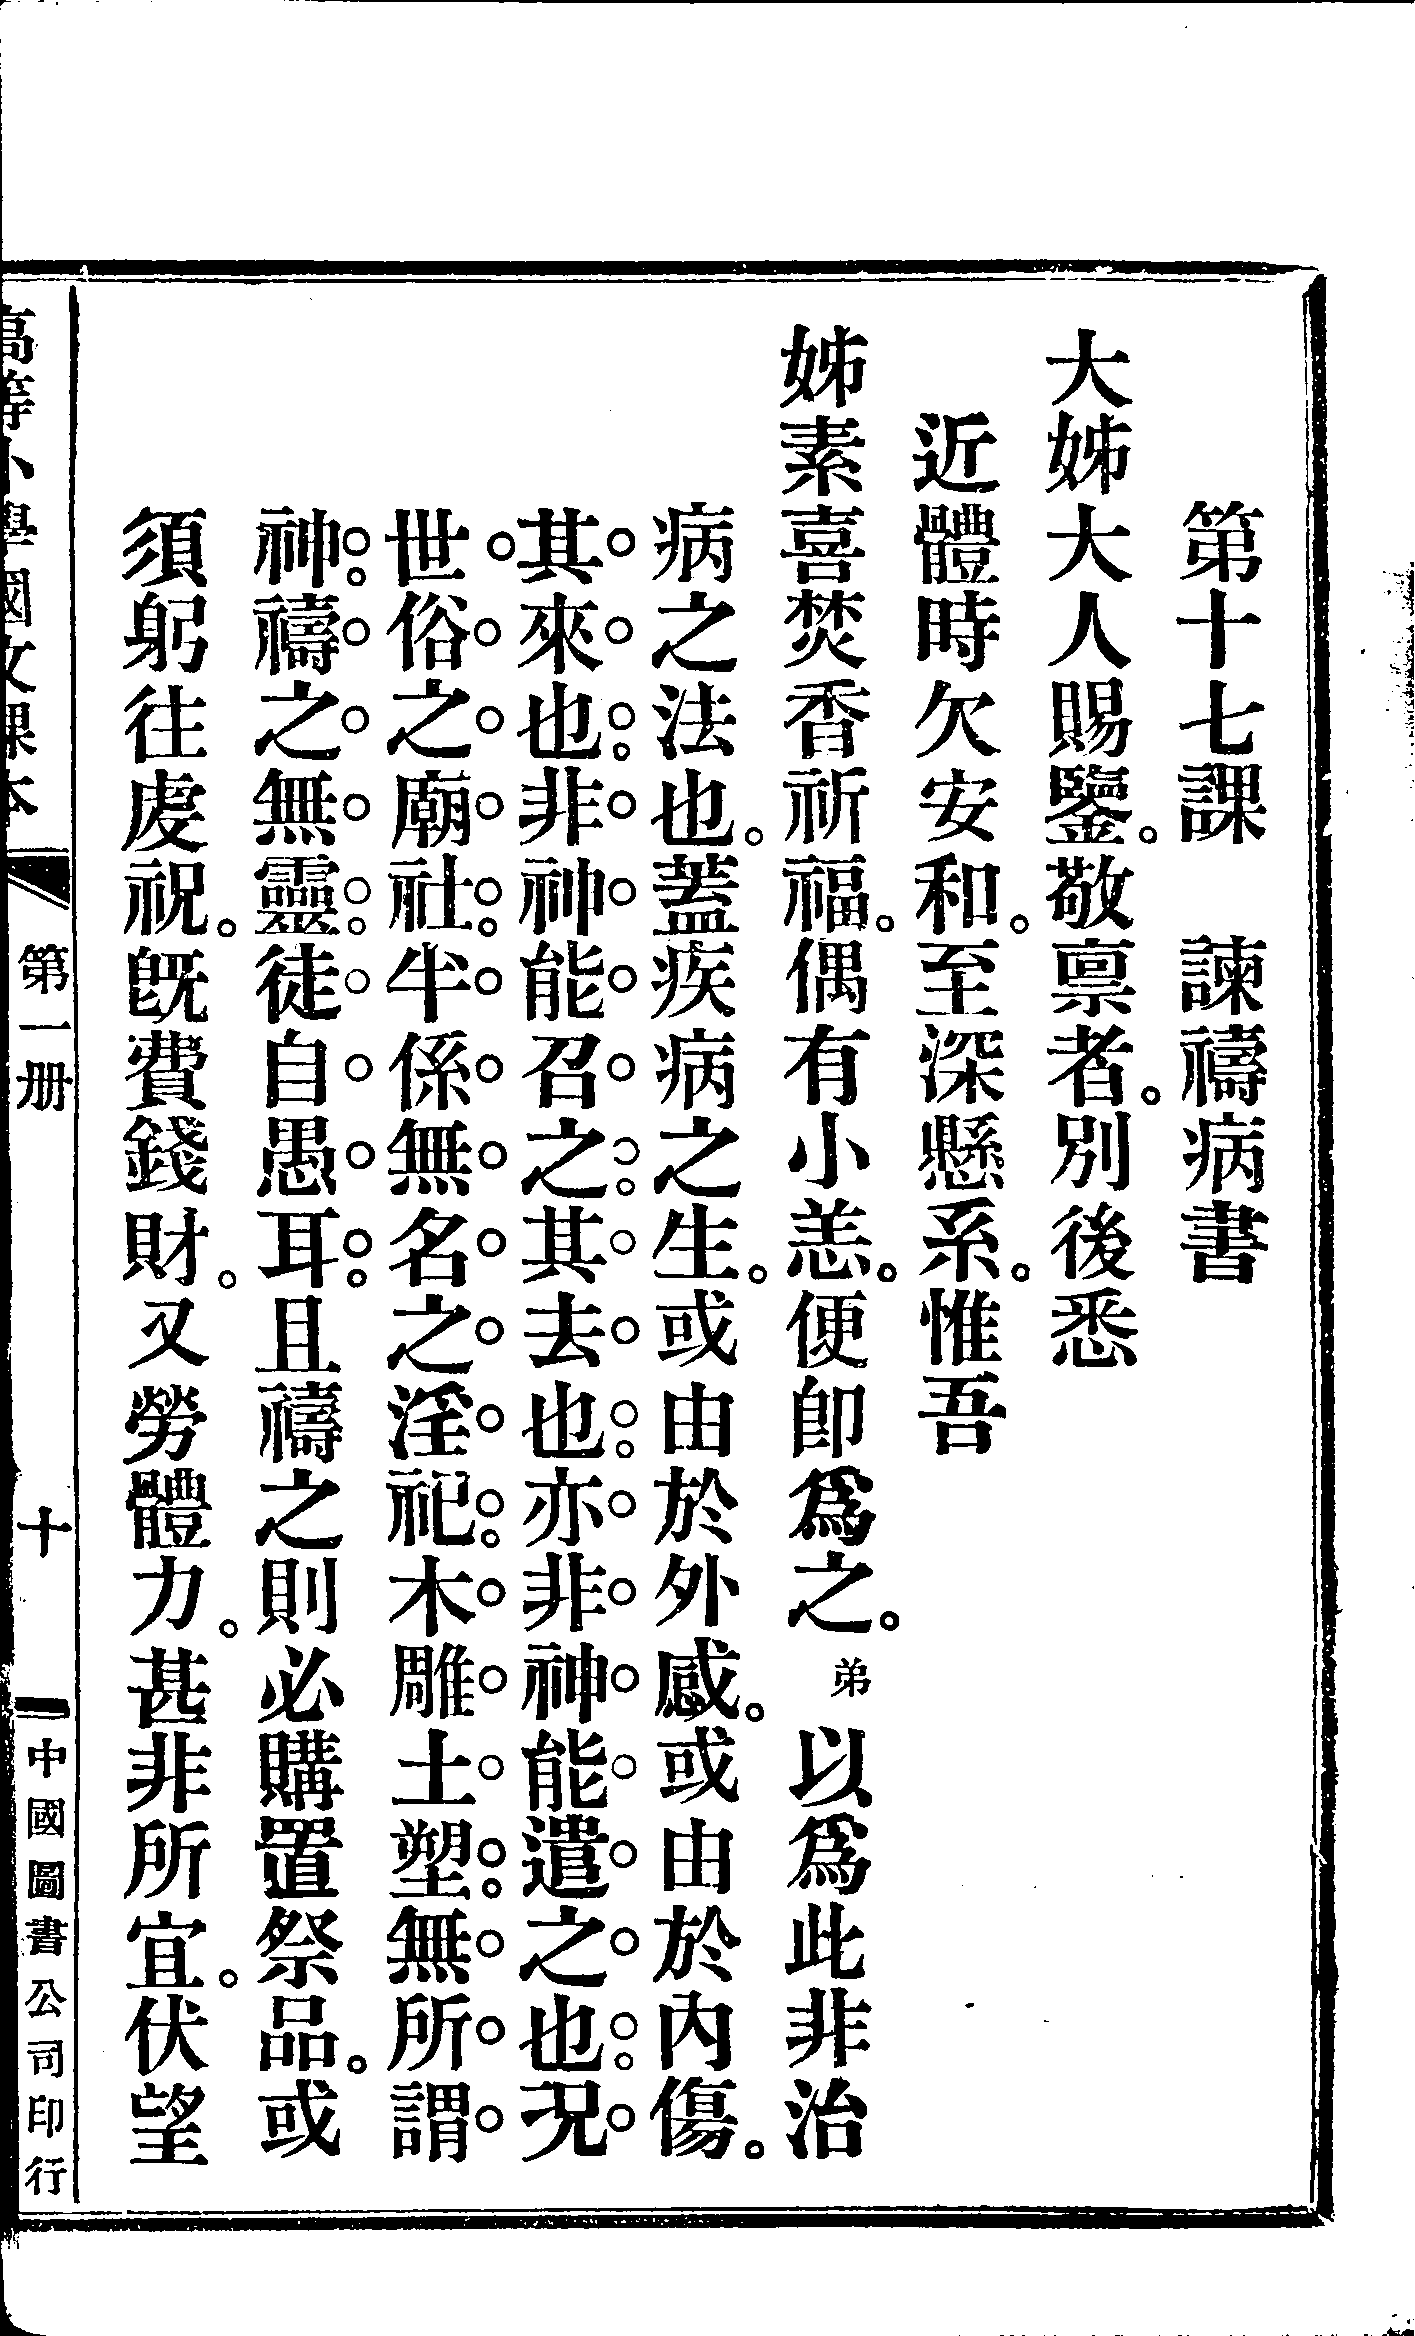 第十七課　諫禱病書
大姊大人賜鑒。敬禀者。別後悉
近體時欠安和。至深懸系。惟吾
姊素喜焚香祈福。偶有小恙。便卽爲之。弟以爲此非治
病之法也。蓋疾病之生。或由於外感。或由於內傷。
其來也。非神能召之。其去也。亦非神能遣之也。况
世俗之廟社。半係無名之淫祀。木雕土塑。無所謂
神。禱之無靈。徒自愚耳。且禱之則必購置祭品。或
須躬往虔祝。旣費錢財。又勞體力。甚非所宜。伏望
高等小學國文課本　第一册　十　中國圖書公司印行